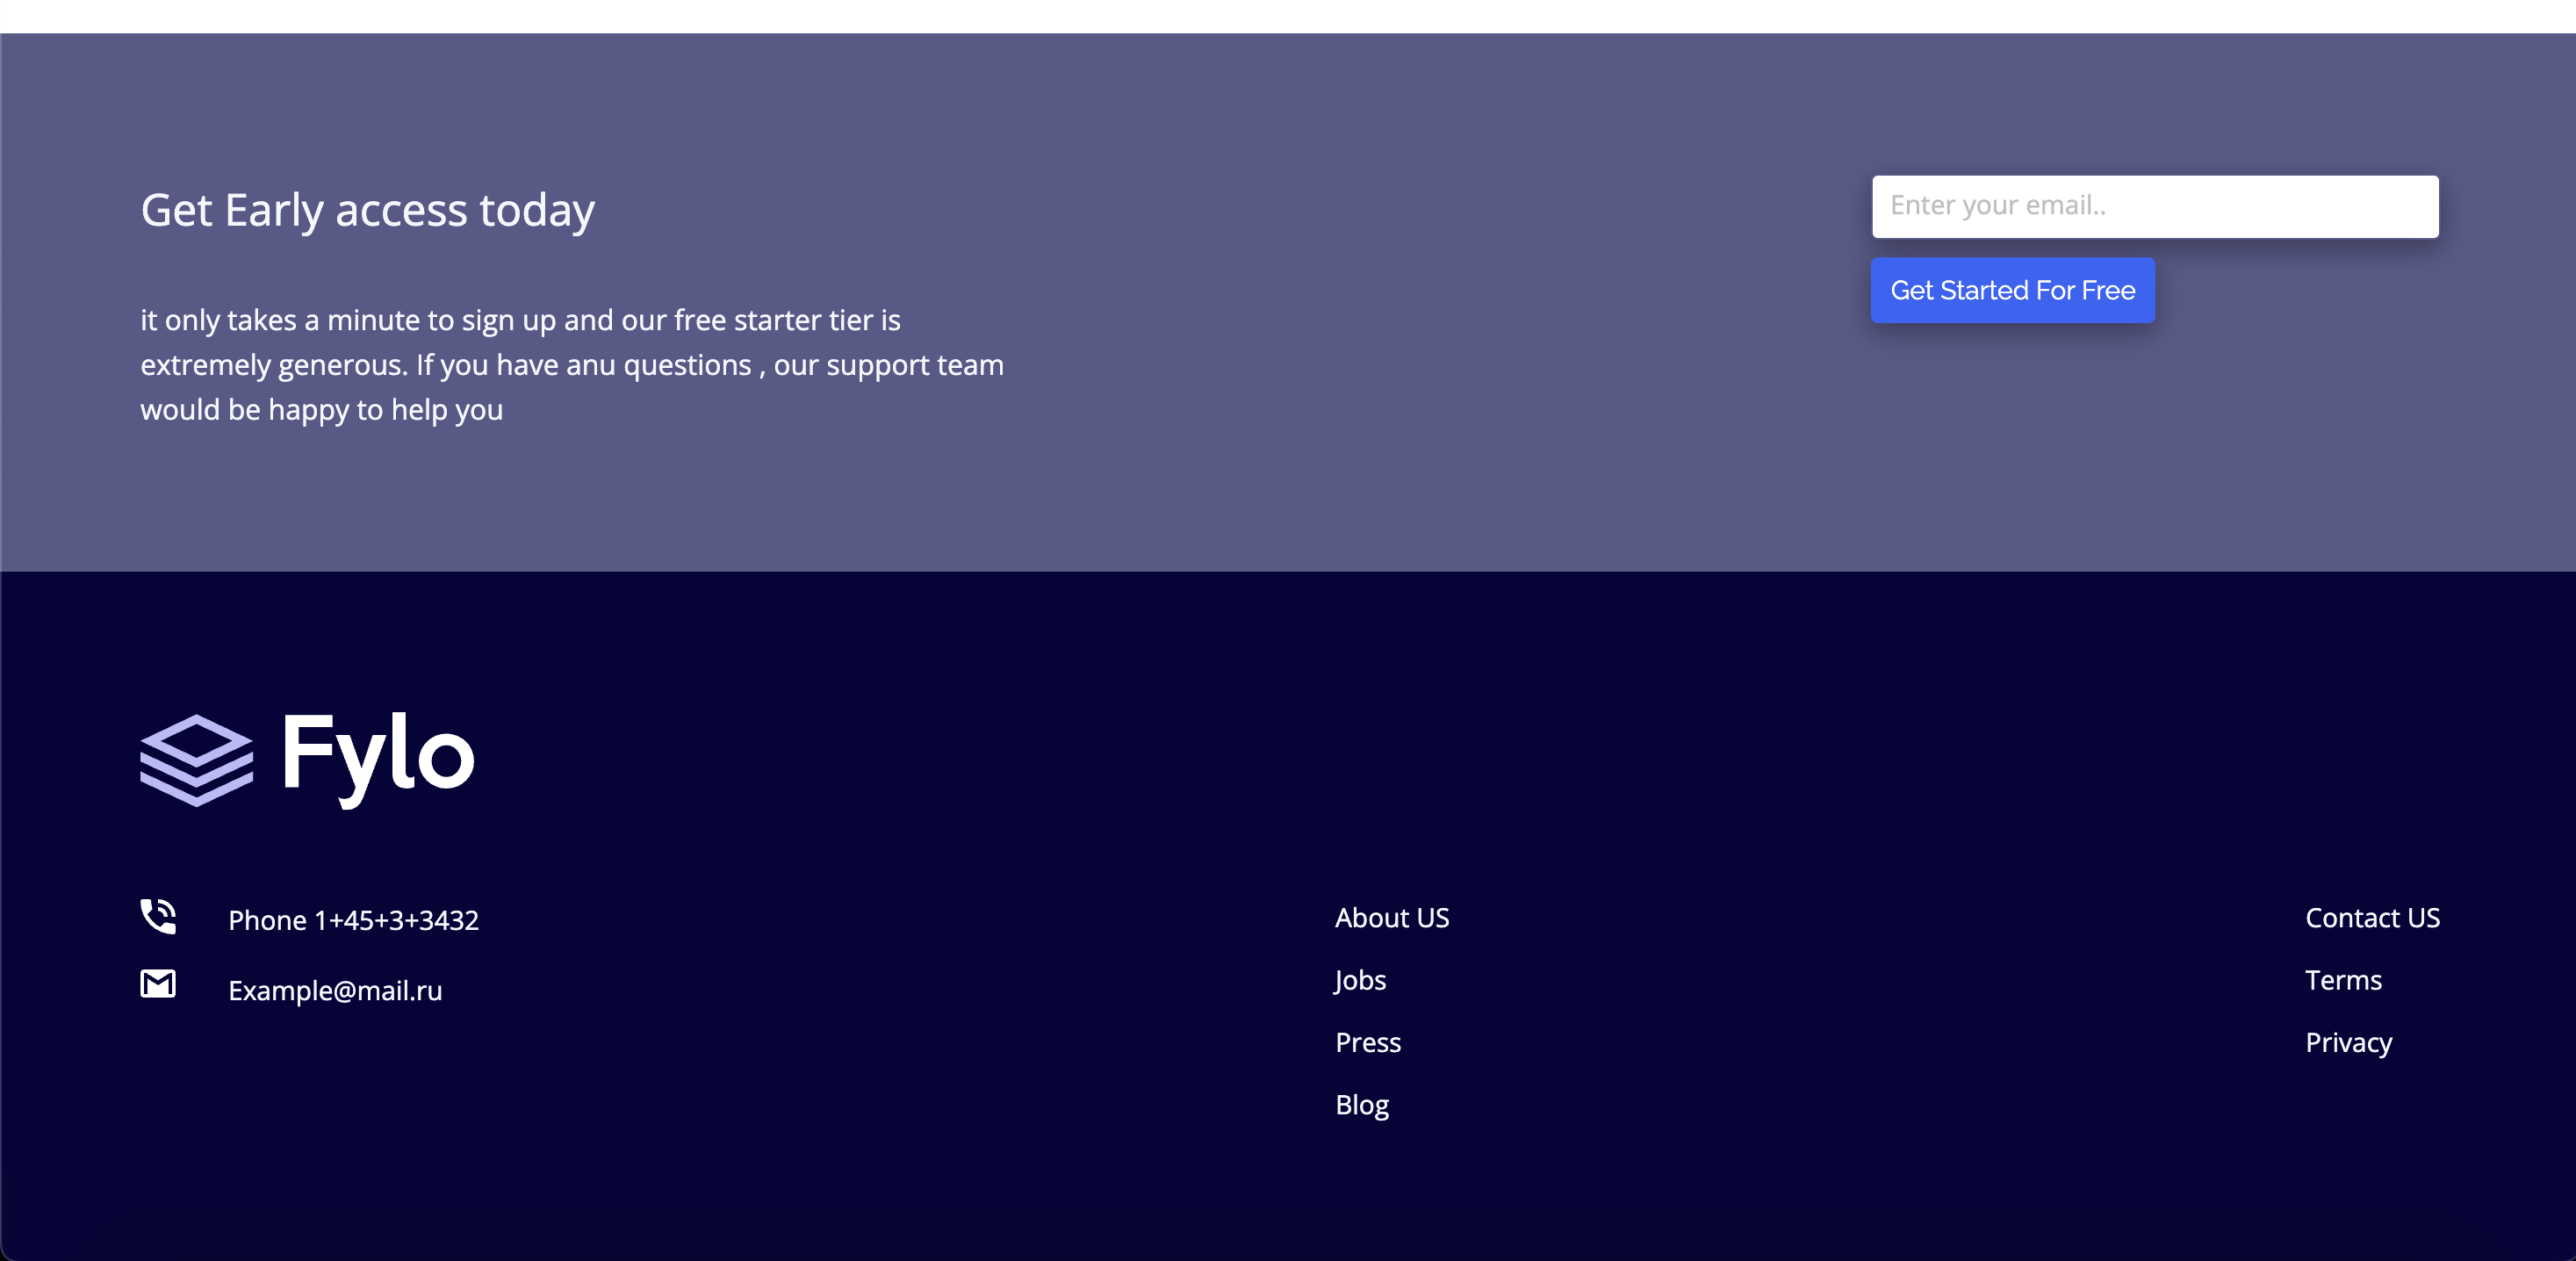 Get Early access today
it only takes a minute to sign up and our free starter tier is
extremely generous. If you have anu questions , our support team
would be happy to help you
Enter your email..
Get Started For Free
Fylo
Phone 1+45+3+3432
Example@mail.ru
About US
Jobs
Press
Blog
Contact US
Terms
Privacy